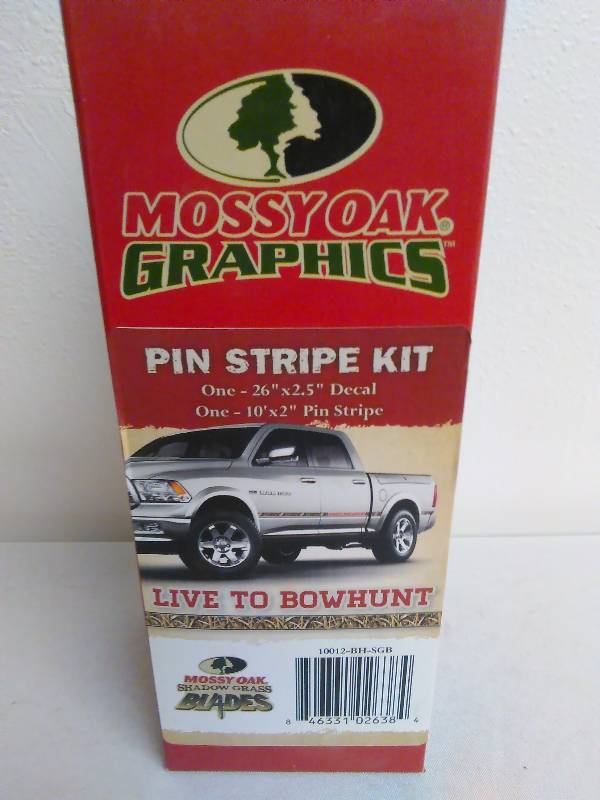 MOSSY OAK®
GRAPHICS™
PIN STRIPE KIT
One - 26"x2.5" Decal
One - 10'x2" Pin Stripe
LIVE TO BOWHUNT
10012-BH-SGB
MOSSY OAK
SHADOW GRASS
BLADES
8 46331 02638 4